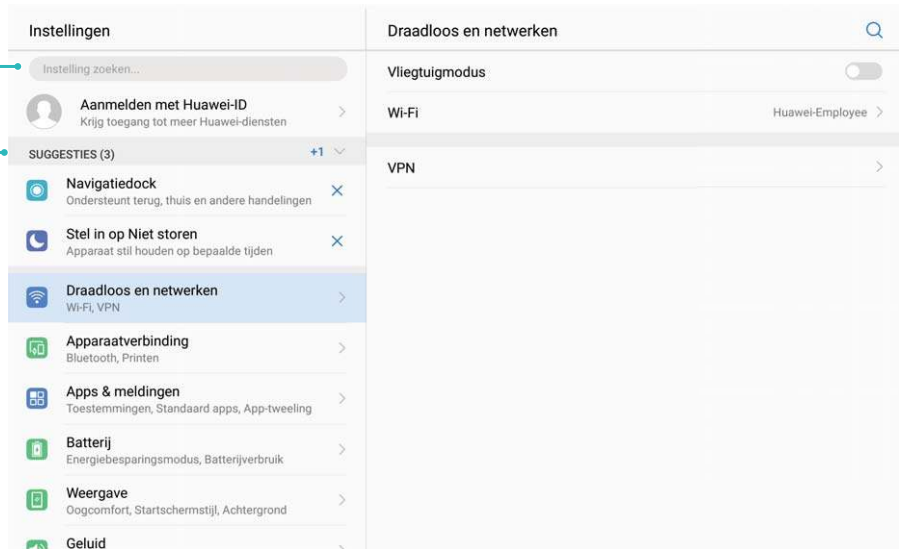 Instellingen
Instelling zoeken...
Aanmelden met Huawei-ID
Krijg toegang tot meer Huawei-diensten
SUGGESTIES (3) +1
Navigatiedock
Ondersteunt terug, thuis en andere handelingen
Stel in op Niet storen
Apparaat stil houden op bepaalde tijden
Draadloos en netwerken
Wi-Fi, VPN
Apparaatverbinding
Bluetooth, Printen
Apps & meldingen
Toestemmingen, Standaard apps, App-tweeling
Batterij
Energiebesparingsmodus, Batterijverbruik
Weergave
Oogcomfort, Startschermstijl, Achtergrond
Geluid
Draadloos en netwerken
Vliegtuigmodus
Wi-Fi Huawei-Employee
VPN